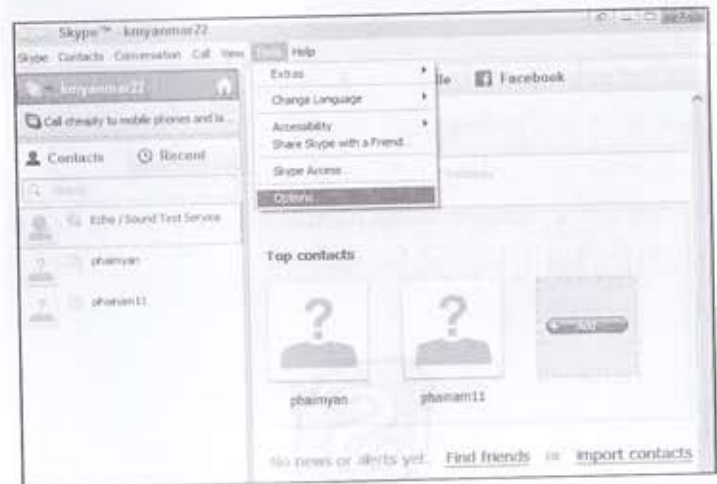 Skype™ - kmyanmar22
Skype Contacts Conversation Call View Tools Help
kmyanmar22
Call cheaply to mobile phones and la...
Contacts Recent
Search
Echo / Sound Test Service
phaimyan
phainam11
Extras
Change Language
Accessibility
Share Skype with a Friend...
Skype Access...
Options...
Facebook
Top contacts
phaimyan
phainam11
+ Add
No news or alerts yet. Find friends or import contacts